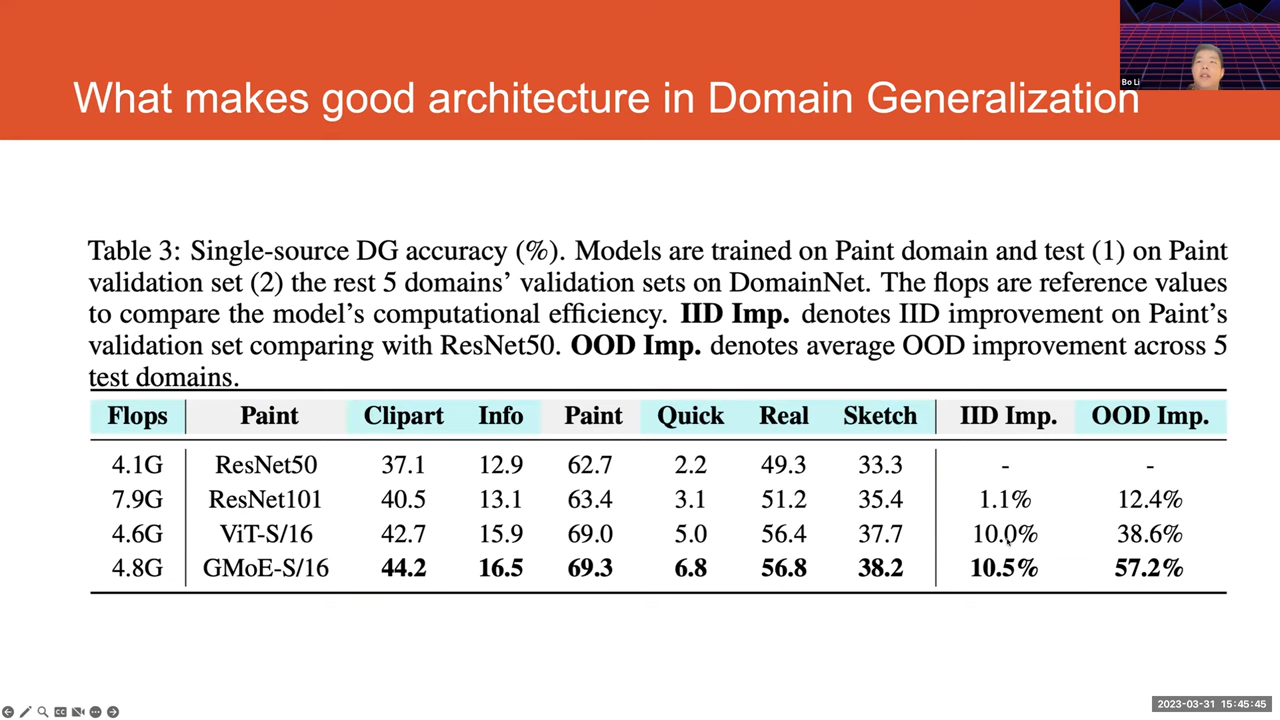 What makes good architecture in Domain Generalization
Bo Li
Table 3: Single-source DG accuracy (%). Models are trained on Paint domain and test (1) on Paint
validation set (2) the rest 5 domains' validation sets on DomainNet. The flops are reference values
to compare the model's computational efficiency. IID Imp. denotes IID improvement on Paint's
validation set comparing with ResNet50. OOD Imp. denotes average OOD improvement across 5
test domains.
Flops Paint Clipart Info Paint Quick Real Sketch IID Imp. OOD Imp.
4.1G ResNet50 37.1 12.9 62.7 2.2 49.3 33.3 - -
7.9G ResNet101 40.5 13.1 63.4 3.1 51.2 35.4 1.1% 12.4%
4.6G ViT-S/16 42.7 15.9 69.0 5.0 56.4 37.7 10.0% 38.6%
4.8G GMoE-S/16 44.2 16.5 69.3 6.8 56.8 38.2 10.5% 57.2%
CC
2023-03-31 15:45:45